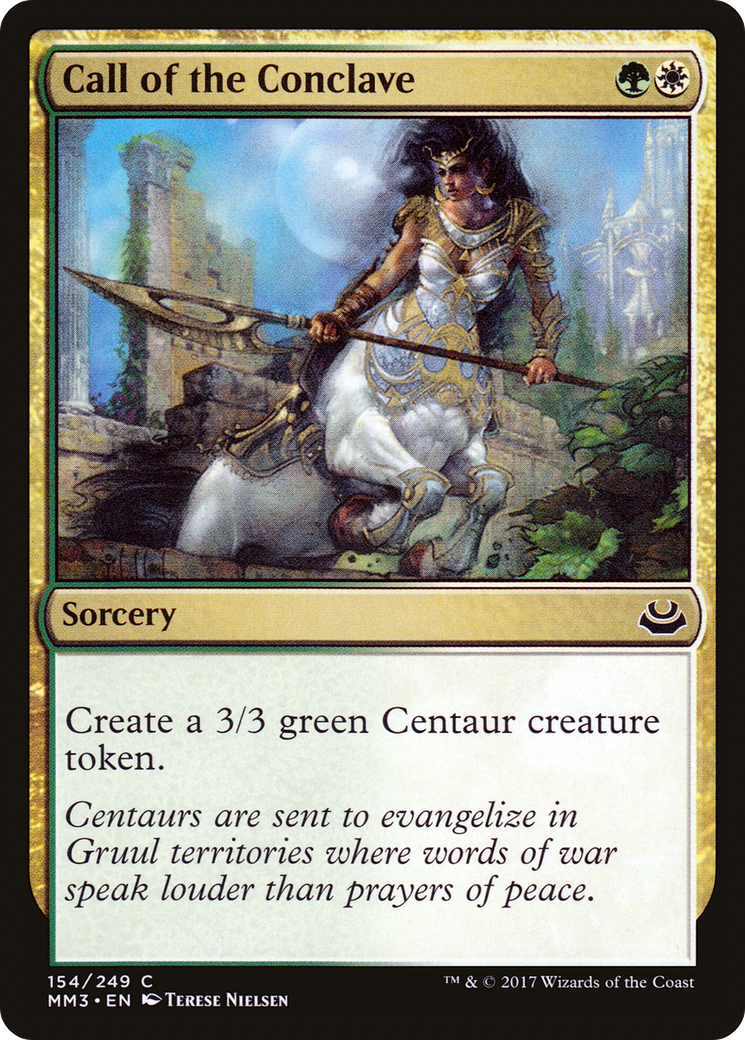 Call of the Conclave
Sorcery
Create a 3/3 green Centaur creature
token.
Centaurs are sent to evangelize in
Gruul territories where words of war
speak louder than prayers of peace.
154/249 C
MM3 • EN Terese Nielsen
™ & © 2017 Wizards of the Coast